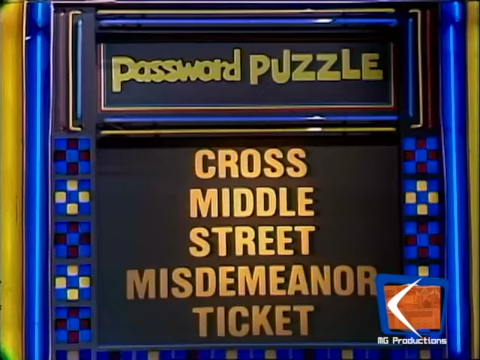 Password PUZZLE
CROSS
MIDDLE
STREET
MISDEMEANOR
TICKET
MG Productions